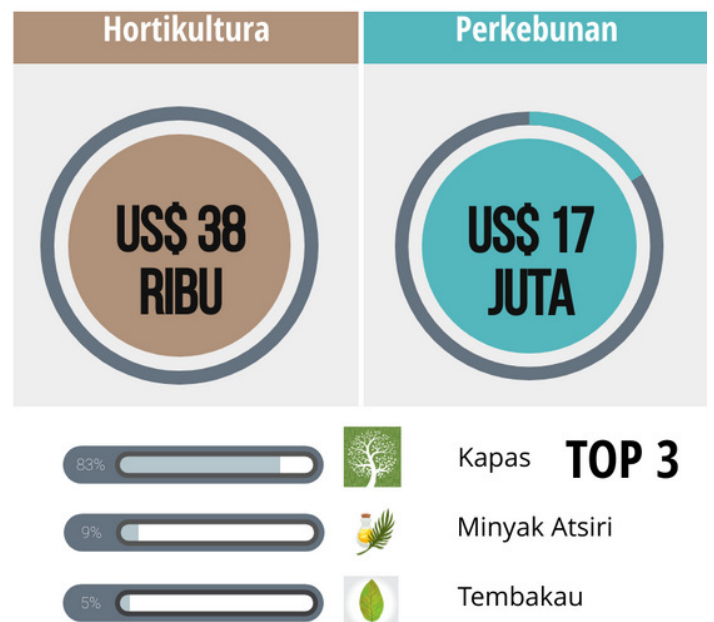 Hortikultura
Perkebunan
US$ 38
RIBU
US$ 17
JUTA
83%
Kapas
TOP 3
9%
Minyak Atsiri
5%
Tembakau